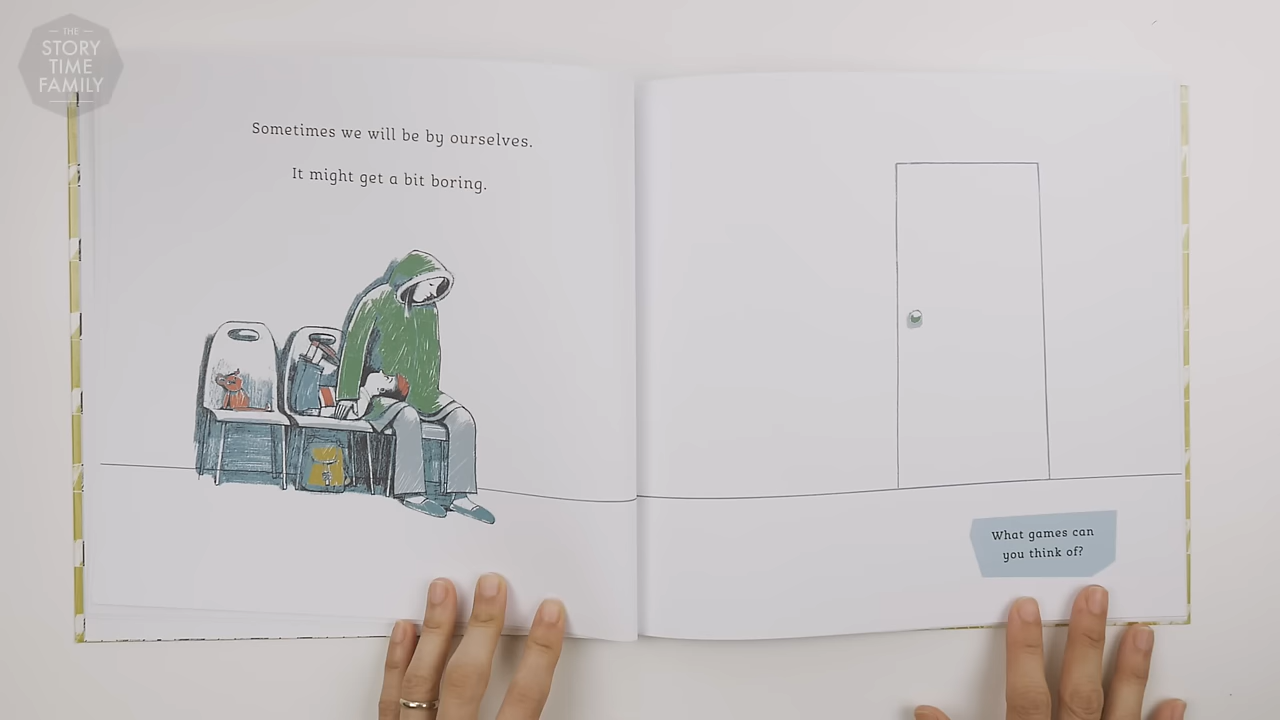 THE
STORY
TIME
FAMILY
Sometimes we will be by ourselves.
It might get a bit boring.
What games can
you think of?